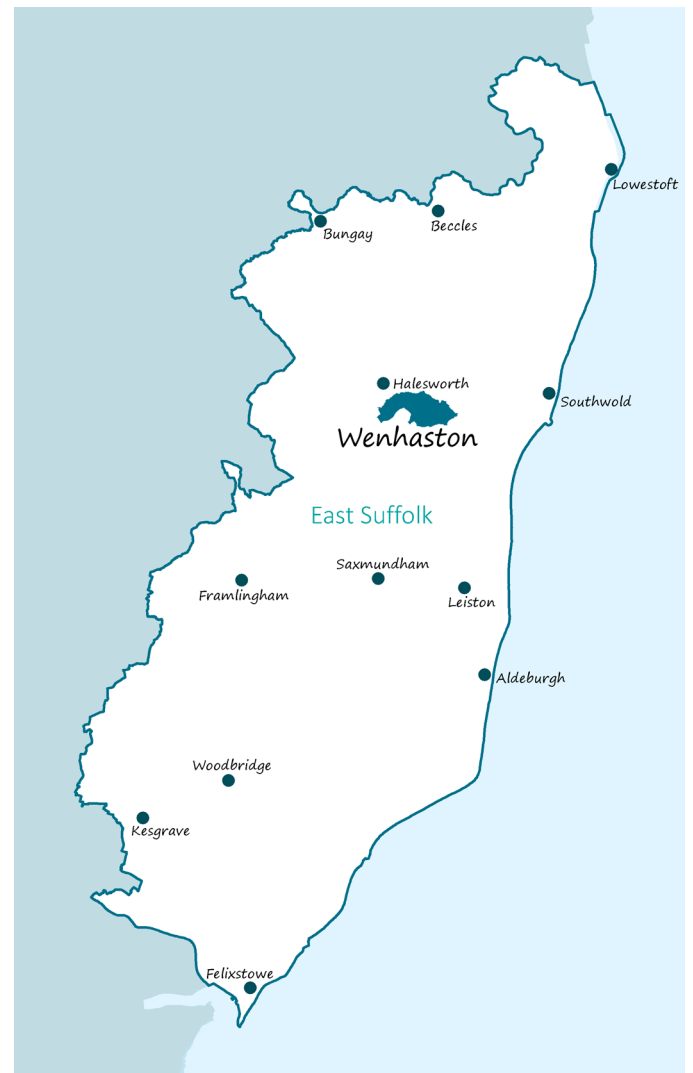 Lowestoft
Beccles
Bungay
Halesworth
Southwold
Wenhaston
East Suffolk
Saxmundham
Framlingham
Leiston
Aldeburgh
Woodbridge
Kesgrave
Felixstowe